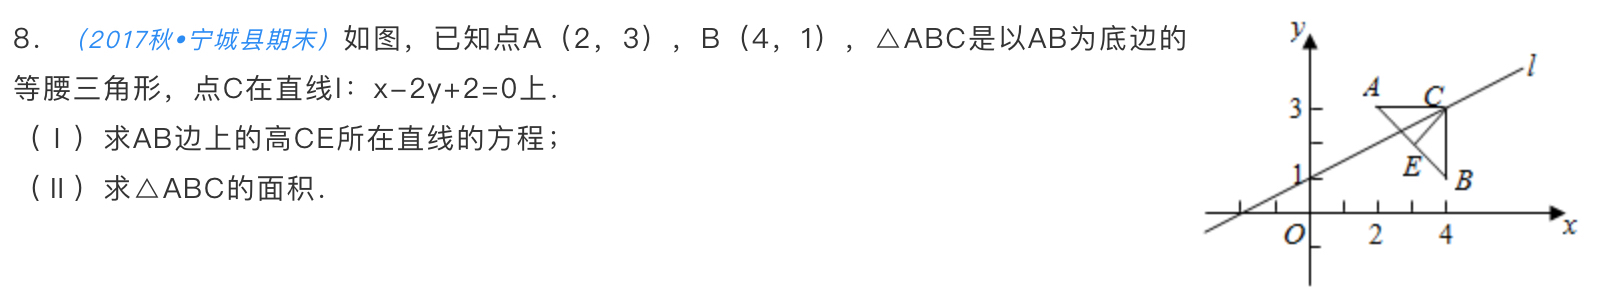 8. （2017秋•宁城县期末）如图，已知点A（2，3），B（4，1），△ABC是以AB为底边的
等腰三角形，点C在直线l：x−2y+2=0上.
（Ⅰ）求AB边上的高CE所在直线的方程；
（Ⅱ）求△ABC的面积.
y
l
A
C
3
E
1
B
O
2
4
x